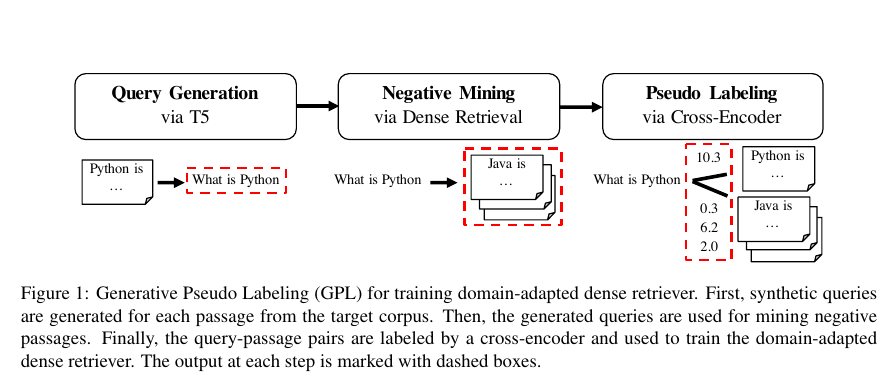 Query Generation
via T5
Negative Mining
via Dense Retrieval
Pseudo Labeling
via Cross-Encoder
Python is
...
What is Python
What is Python
Java is
...
What is Python
10.3
0.3
6.2
2.0
Python is
...
Java is
...
Figure 1: Generative Pseudo Labeling (GPL) for training domain-adapted dense retriever. First, synthetic queries
are generated for each passage from the target corpus. Then, the generated queries are used for mining negative
passages. Finally, the query-passage pairs are labeled by a cross-encoder and used to train the domain-adapted
dense retriever. The output at each step is marked with dashed boxes.